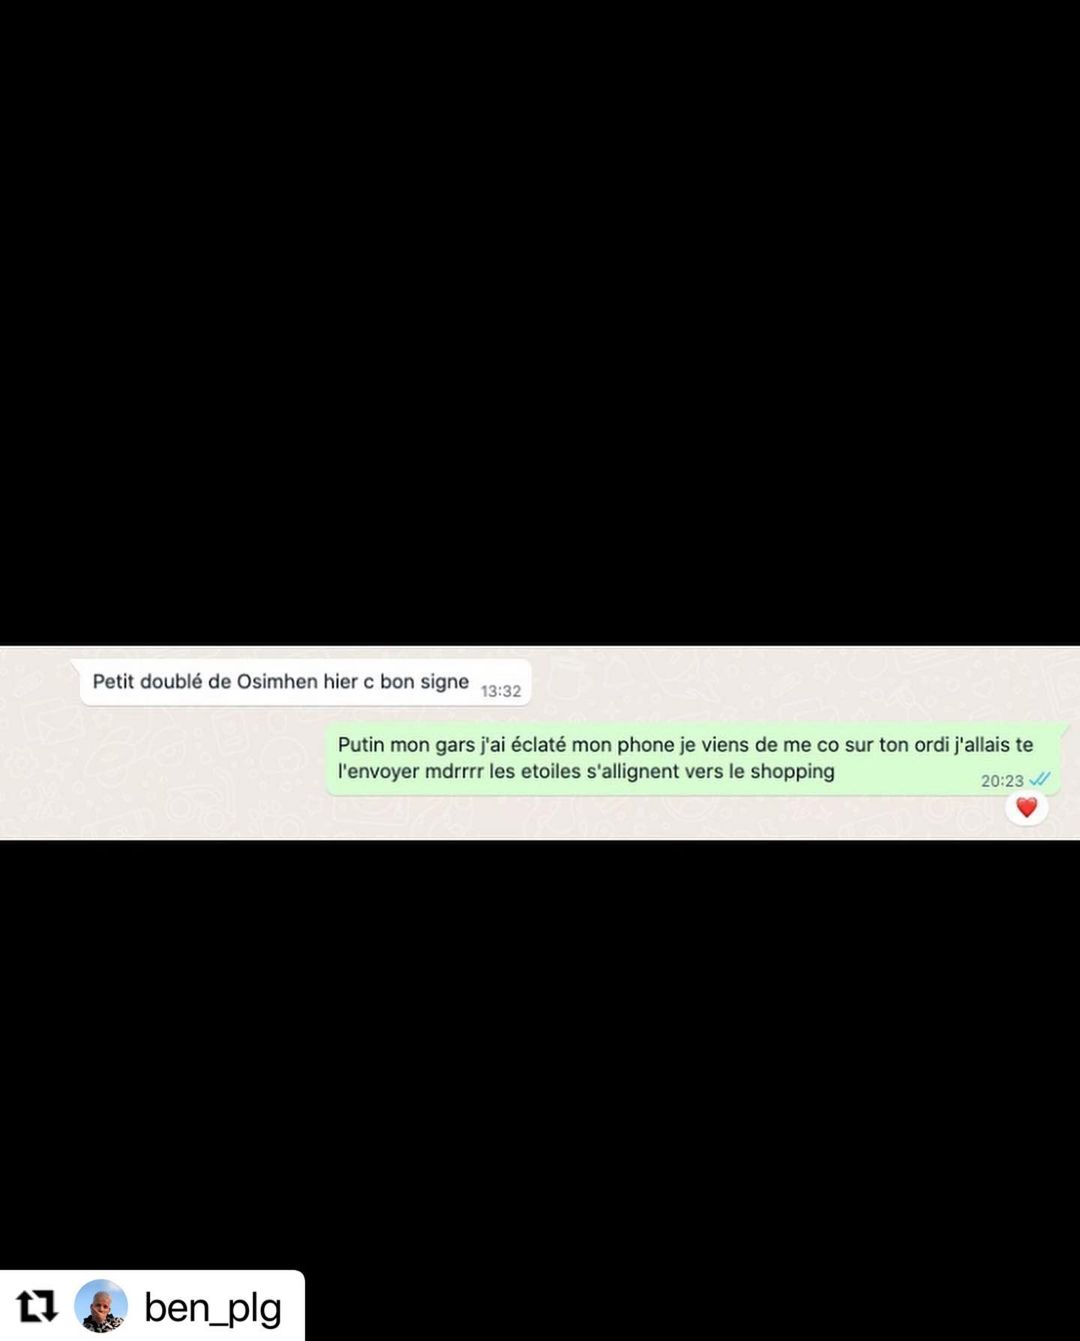 Petit doublé de Osimhen hier c bon signe
13:32
Putin mon gars j'ai éclaté mon phone je viens de me co sur ton ordi j'allais te
l'envoyer mdrrrr les etoiles s'allignent vers le shopping
20:23
ben_plg